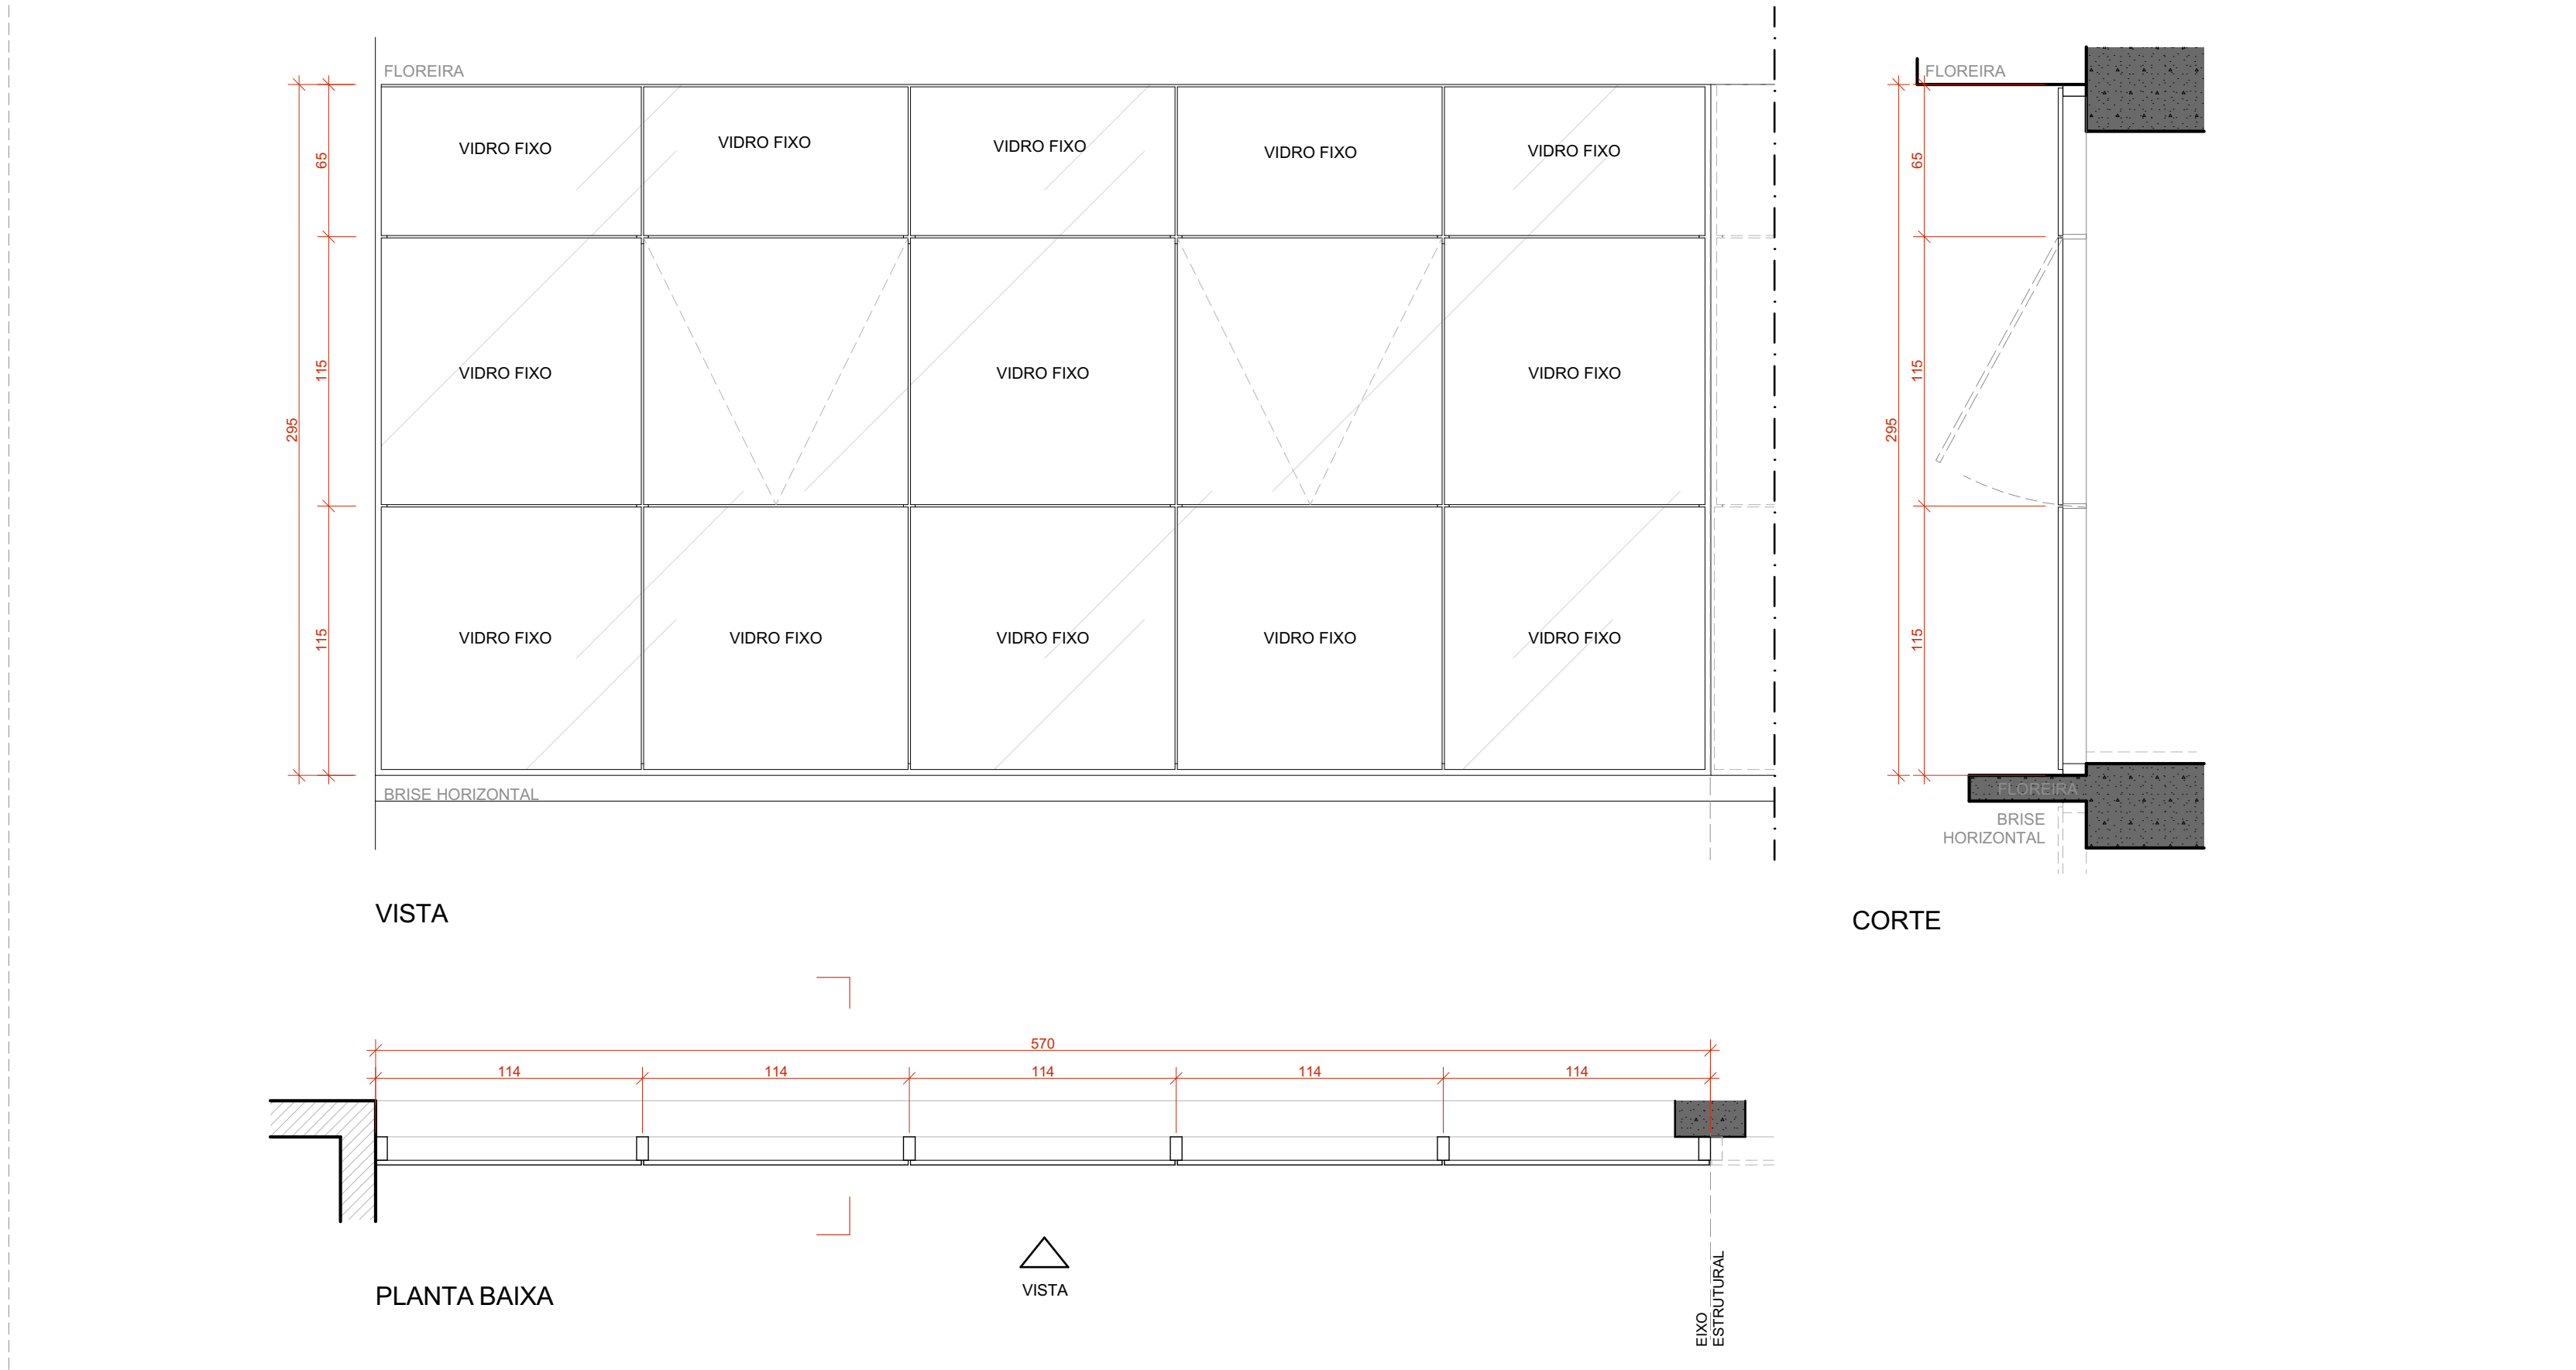 FLOREIRA
FLOREIRA
VIDRO FIXO
VIDRO FIXO
VIDRO FIXO
VIDRO FIXO
VIDRO FIXO
65
65
VIDRO FIXO
VIDRO FIXO
VIDRO FIXO
115
115
295
295
VIDRO FIXO
VIDRO FIXO
VIDRO FIXO
VIDRO FIXO
VIDRO FIXO
115
115
BRISE HORIZONTAL
FLOREIRA
BRISE
HORIZONTAL
VISTA
CORTE
570
114
114
114
114
114
VISTA
PLANTA BAIXA
EIXO
ESTRUTURAL